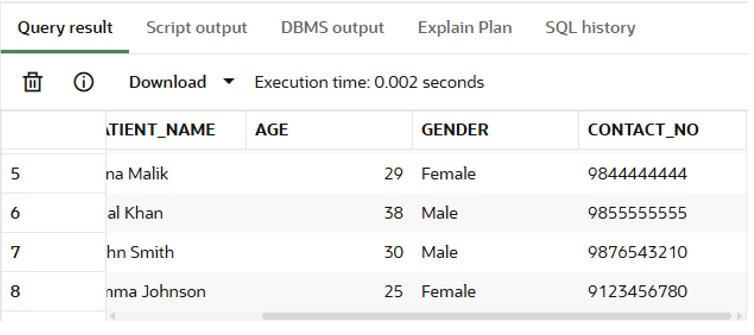 Query result Script output DBMS output Explain Plan SQL history
Download Execution time: 0.002 seconds
ATIENT_NAME AGE GENDER CONTACT_NO
5 na Malik 29 Female 9844444444
6 al Khan 38 Male 9855555555
7 hn Smith 30 Male 9876543210
8 mma Johnson 25 Female 9123456780